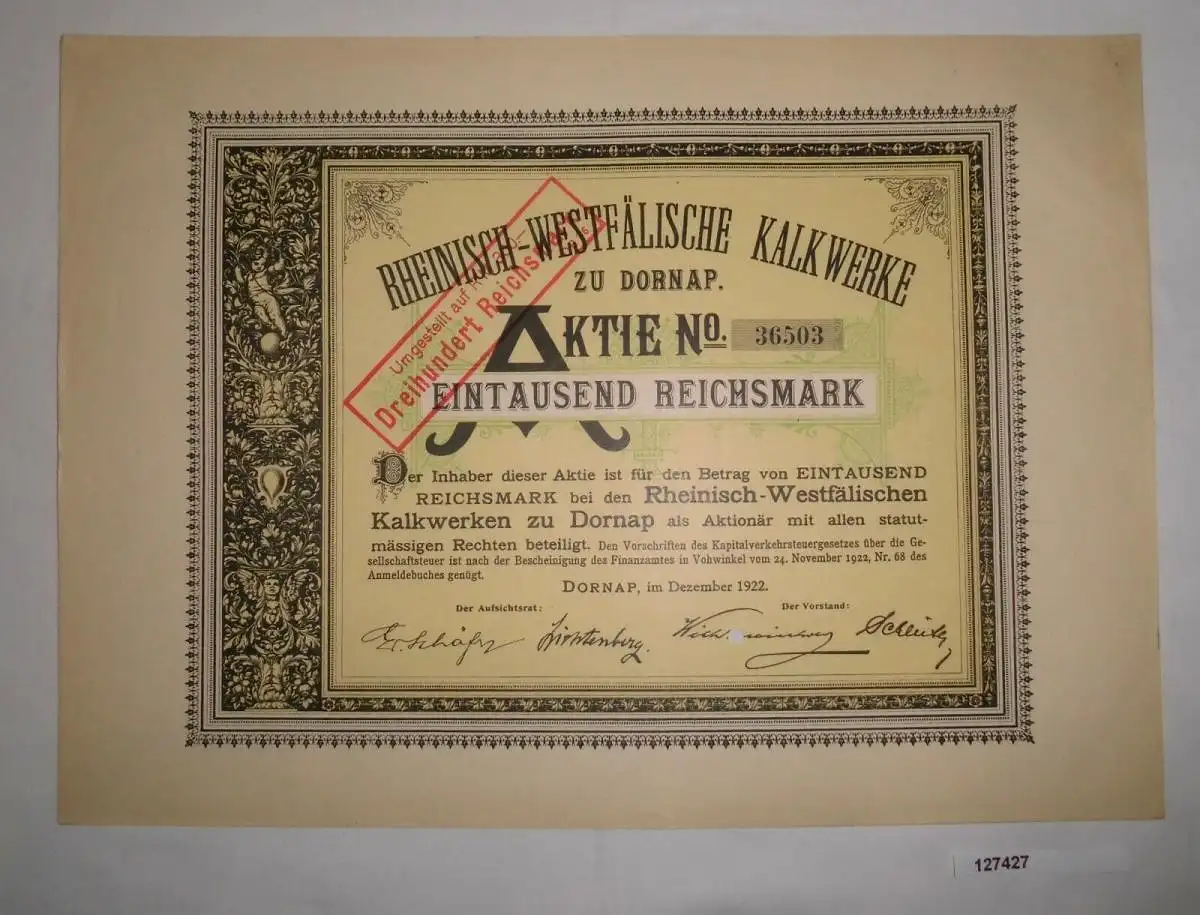 RHEINISCH-WESTFÄLISCHE KALKWERKE
ZU DORNAP.
AKTIE No. 36503
EINTAUSEND REICHSMARK
Umgestellt auf
Dreihundert Reichsmark
Der Inhaber dieser Aktie ist für den Betrag von EINTAUSEND
REICHSMARK bei den Rheinisch-Westfälischen
Kalkwerken zu Dornap als Aktionär mit allen statut-
mässigen Rechten beteiligt. Den Vorschriften des Kapitalverkehrsteuergesetzes über die Ge-
sellschaftsteuer ist nach der Bescheinigung des Finanzamtes in Vohwinkel vom 24. November 1922, Nr. 68 des
Anmeldebuches genügt.
DORNAP, im Dezember 1922.
Der Aufsichtsrat: Der Vorstand:
127427